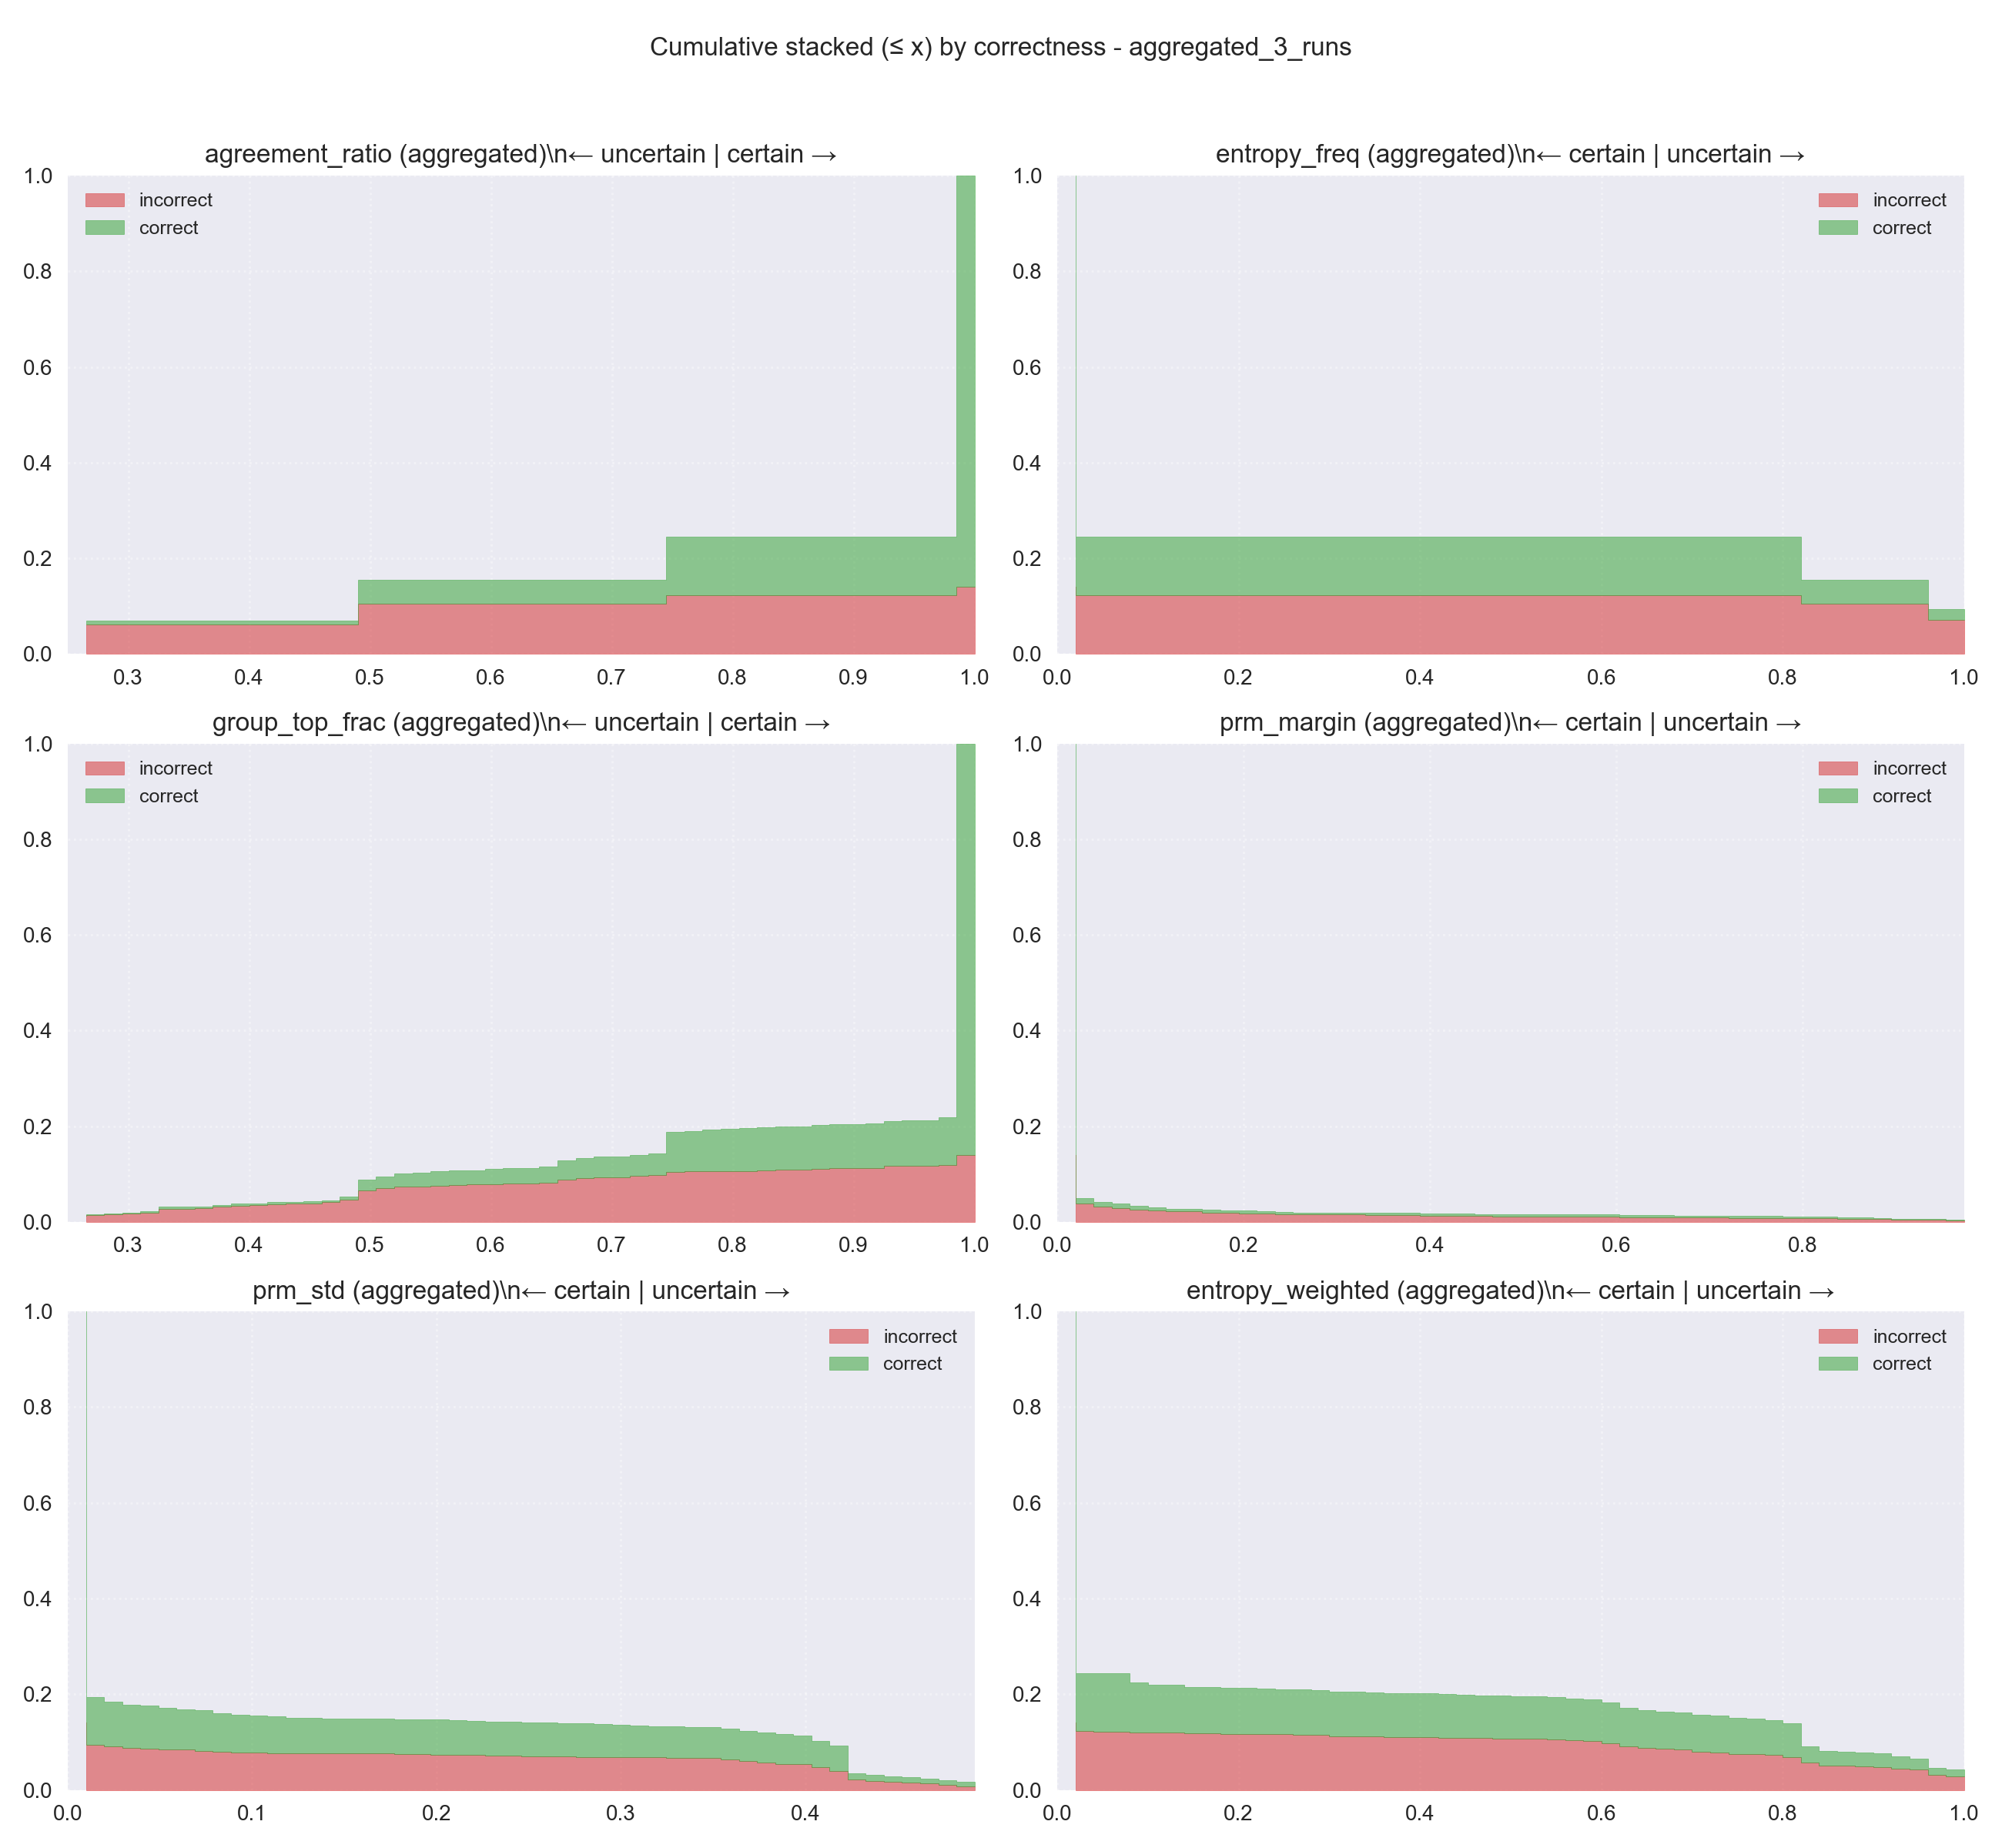 Cumulative stacked (≤ x) by correctness - aggregated_3_runs
agreement_ratio (aggregated)\n← uncertain | certain →
1.0
0.8
0.6
0.4
0.2
0.0
incorrect
correct
0.3 0.4 0.5 0.6 0.7 0.8 0.9 1.0
entropy_freq (aggregated)\n← certain | uncertain →
1.0
0.8
0.6
0.4
0.2
0.0
incorrect
correct
0.0 0.2 0.4 0.6 0.8 1.0
group_top_frac (aggregated)\n← uncertain | certain →
1.0
0.8
0.6
0.4
0.2
0.0
incorrect
correct
0.3 0.4 0.5 0.6 0.7 0.8 0.9 1.0
prm_margin (aggregated)\n← certain | uncertain →
1.0
0.8
0.6
0.4
0.2
0.0
incorrect
correct
0.0 0.2 0.4 0.6 0.8
prm_std (aggregated)\n← certain | uncertain →
1.0
0.8
0.6
0.4
0.2
0.0
incorrect
correct
0.0 0.1 0.2 0.3 0.4
entropy_weighted (aggregated)\n← certain | uncertain →
1.0
0.8
0.6
0.4
0.2
0.0
incorrect
correct
0.0 0.2 0.4 0.6 0.8 1.0